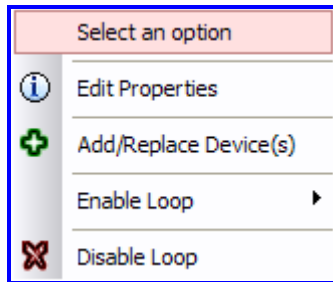 Select an option
Edit Properties
Add/Replace Device(s)
Enable Loop
Disable Loop